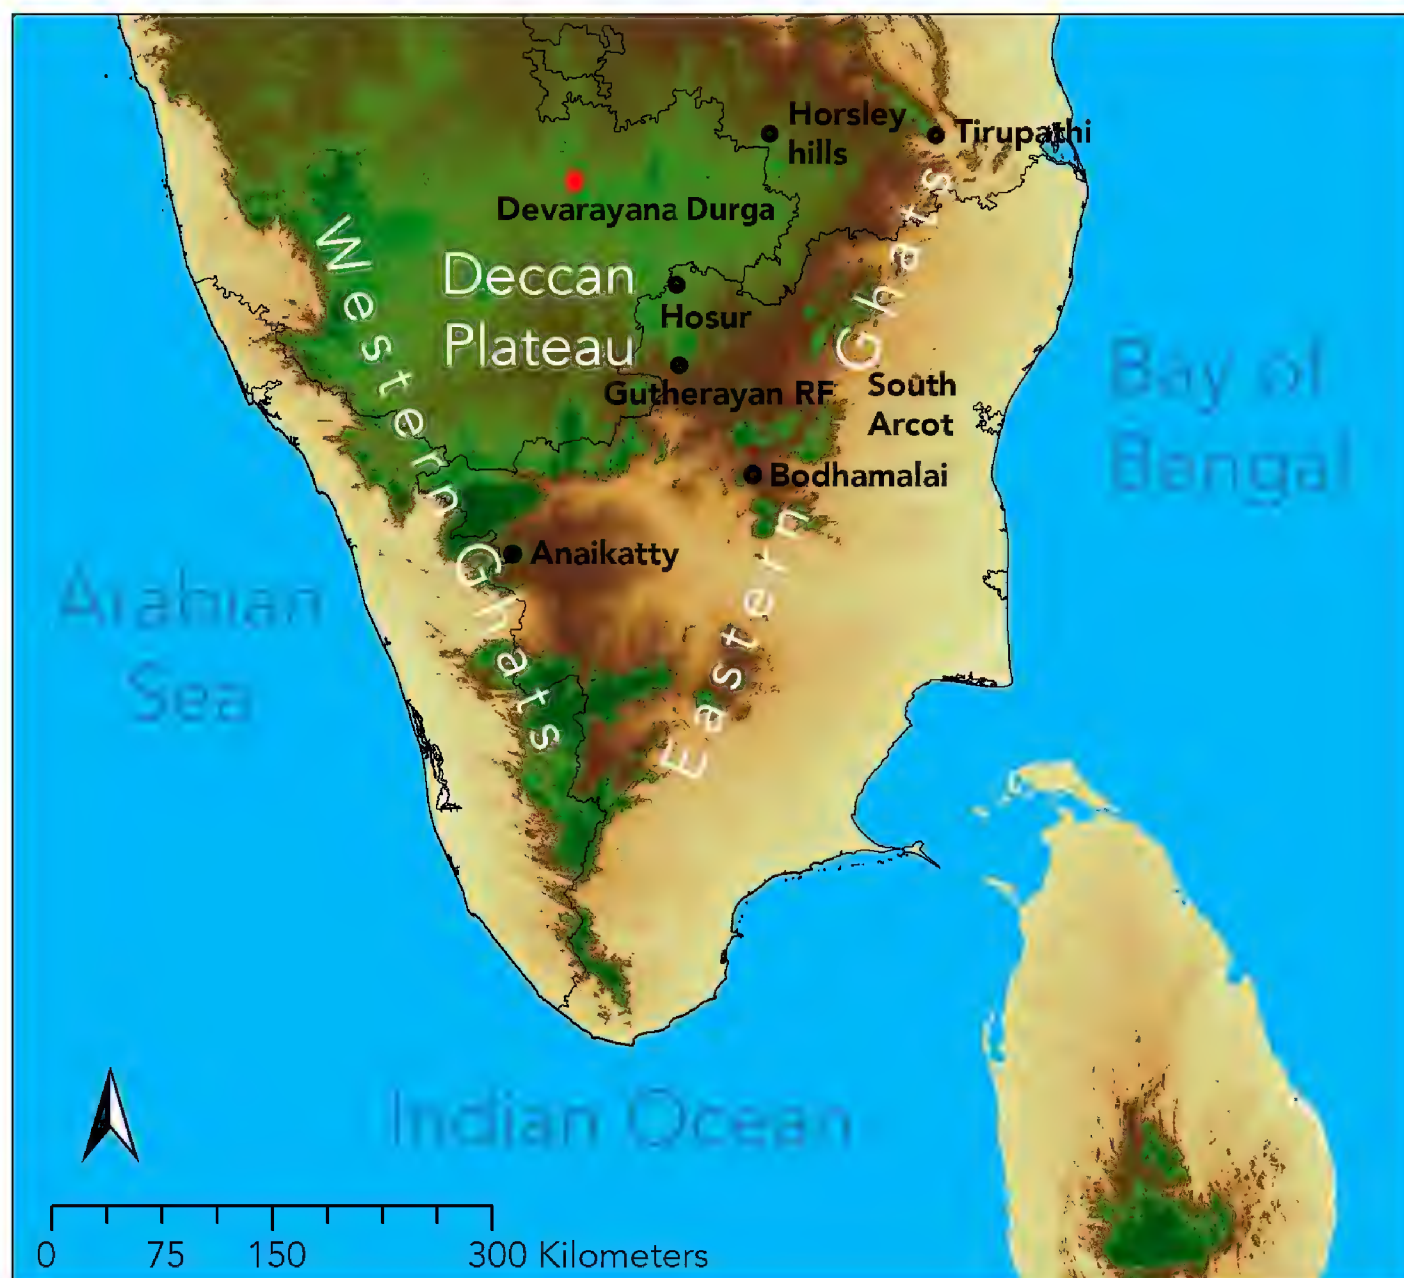 Horsley
hills
Tirupathi
Devarayana Durga
Western Ghats
Deccan
Plateau
Hosur
Gutherayan RF
Eastern Ghats
South
Arcot
Bay of
Bengal
Bodhamalai
Anaikatty
Arabian
Sea
Indian Ocean
0 75 150 300 Kilometers